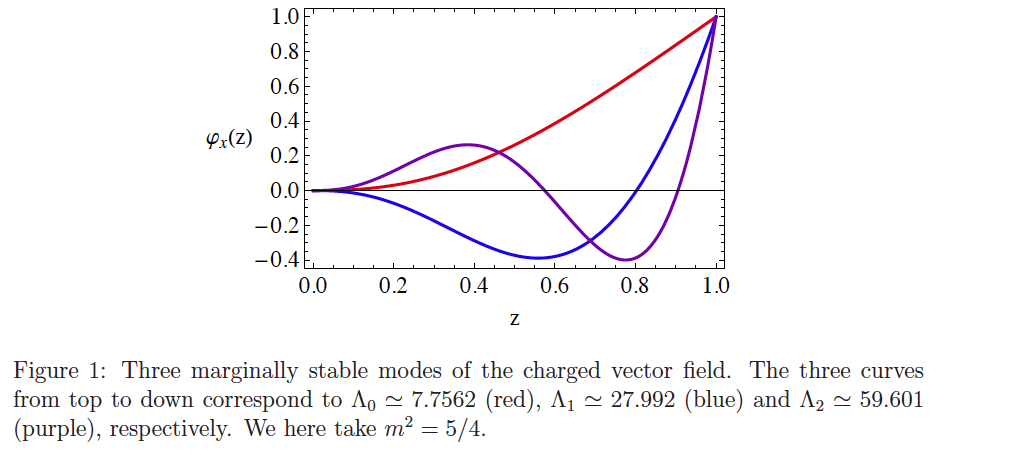 1.0
0.8
0.6
0.4
0.2
0.0
−0.2
−0.4
φx(z)
0.0 0.2 0.4 0.6 0.8 1.0
z
Figure 1: Three marginally stable modes of the charged vector field. The three curves
from top to down correspond to Λ0 ≃ 7.7562 (red), Λ1 ≃ 27.992 (blue) and Λ2 ≃ 59.601
(purple), respectively. We here take m² = 5/4.